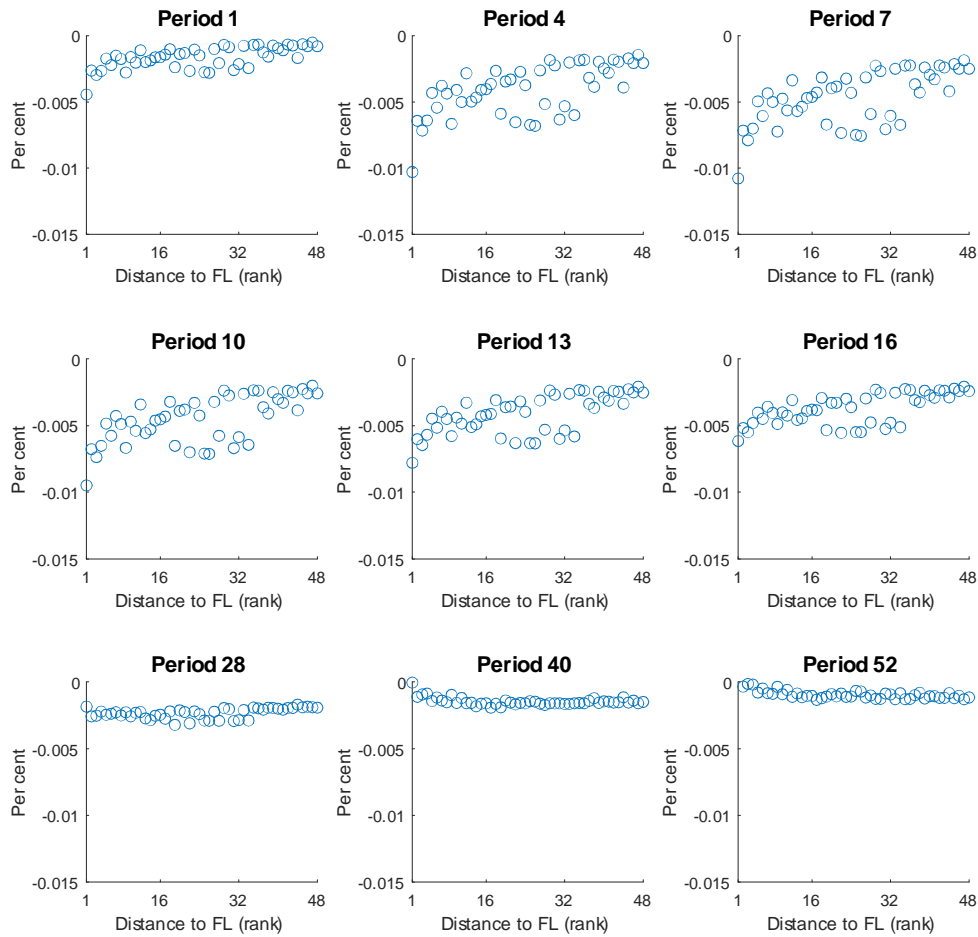 Period 1
Period 4
Period 7
0
-0.005
-0.01
-0.015
Per cent
1
16
32
48
Distance to FL (rank)
0
-0.005
-0.01
-0.015
Per cent
1
16
32
48
Distance to FL (rank)
0
-0.005
-0.01
-0.015
Per cent
1
16
32
48
Distance to FL (rank)
Period 10
Period 13
Period 16
0
-0.005
-0.01
-0.015
Per cent
1
16
32
48
Distance to FL (rank)
0
-0.005
-0.01
-0.015
Per cent
1
16
32
48
Distance to FL (rank)
0
-0.005
-0.01
-0.015
Per cent
1
16
32
48
Distance to FL (rank)
Period 28
Period 40
Period 52
0
-0.005
-0.01
-0.015
Per cent
1
16
32
48
Distance to FL (rank)
0
-0.005
-0.01
-0.015
Per cent
1
16
32
48
Distance to FL (rank)
0
-0.005
-0.01
-0.015
Per cent
1
16
32
48
Distance to FL (rank)